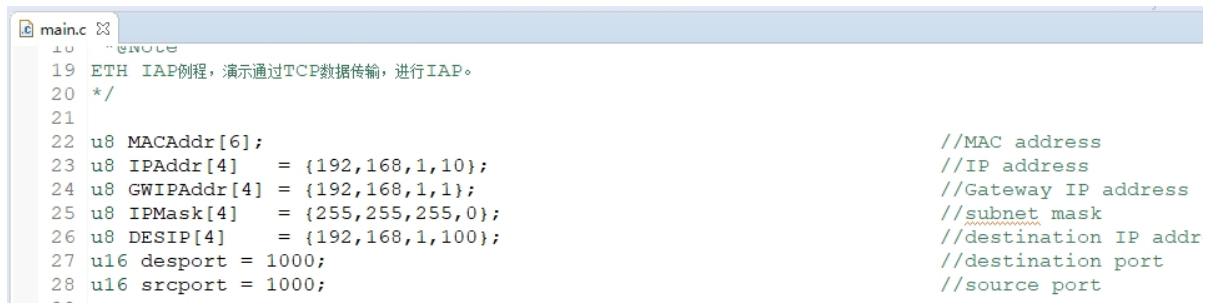 main.c
18 *@Note
19 ETH IAP例程，演示通过TCP数据传输，进行IAP。
20 */
21
22 u8 MACAddr[6]; //MAC address
23 u8 IPAddr[4] = {192,168,1,10}; //IP address
24 u8 GWIPAddr[4] = {192,168,1,1}; //Gateway IP address
25 u8 IPMask[4] = {255,255,255,0}; //subnet mask
26 u8 DESIP[4] = {192,168,1,100}; //destination IP addr
27 u16 desport = 1000; //destination port
28 u16 srcport = 1000; //source port